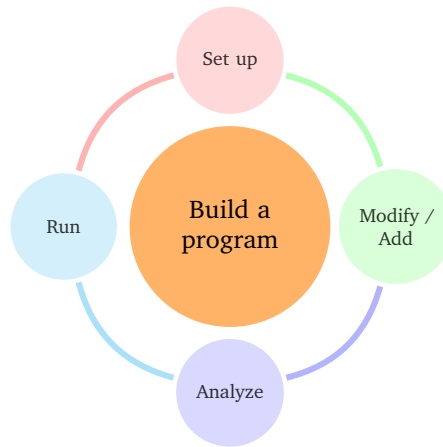 Set up
Run
Build a
program
Modify /
Add
Analyze